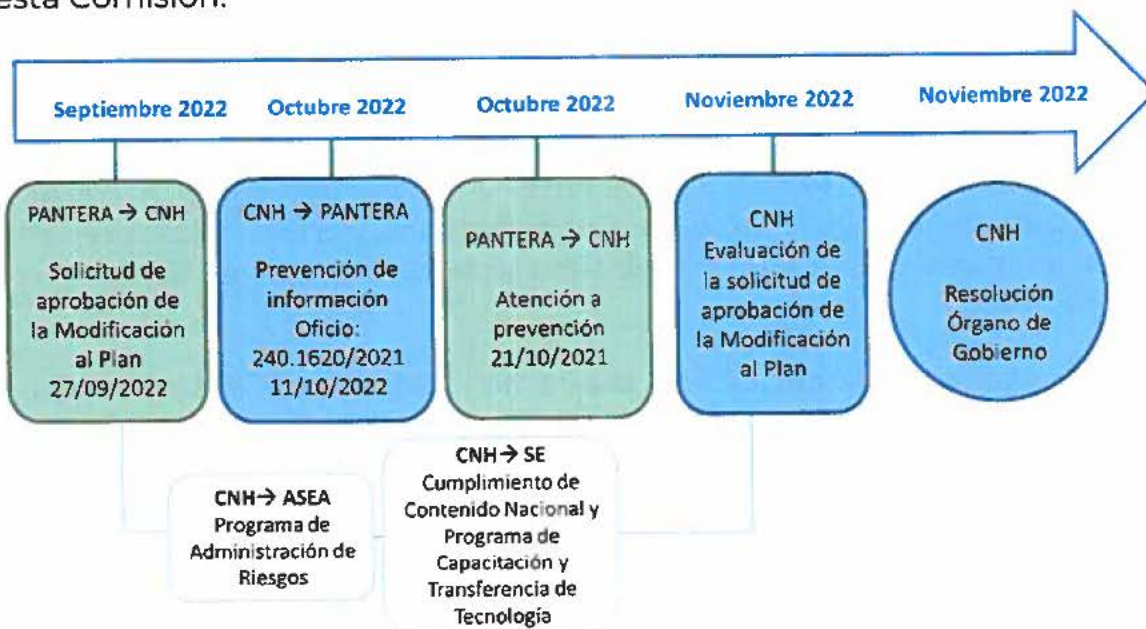 esta Comisión.
Septiembre 2022
Octubre 2022
Octubre 2022
Noviembre 2022
Noviembre 2022
PANTERA → CNH
Solicitud de
aprobación de
la Modificación
al Plan
27/09/2022
CNH → PANTERA
Prevención de
información
Oficio:
240.1620/2021
11/10/2022
PANTERA → CNH
Atención a
prevención
21/10/2021
CNH
Evaluación de
la solicitud de
aprobación de
la Modificación
al Plan
CNH
Resolución
Órgano de
Gobierno
CNH→ ASEA
Programa de
Administración de
Riesgos
CNH→ SE
Cumplimiento de
Contenido Nacional y
Programa de
Capacitación y
Transferencia de
Tecnología